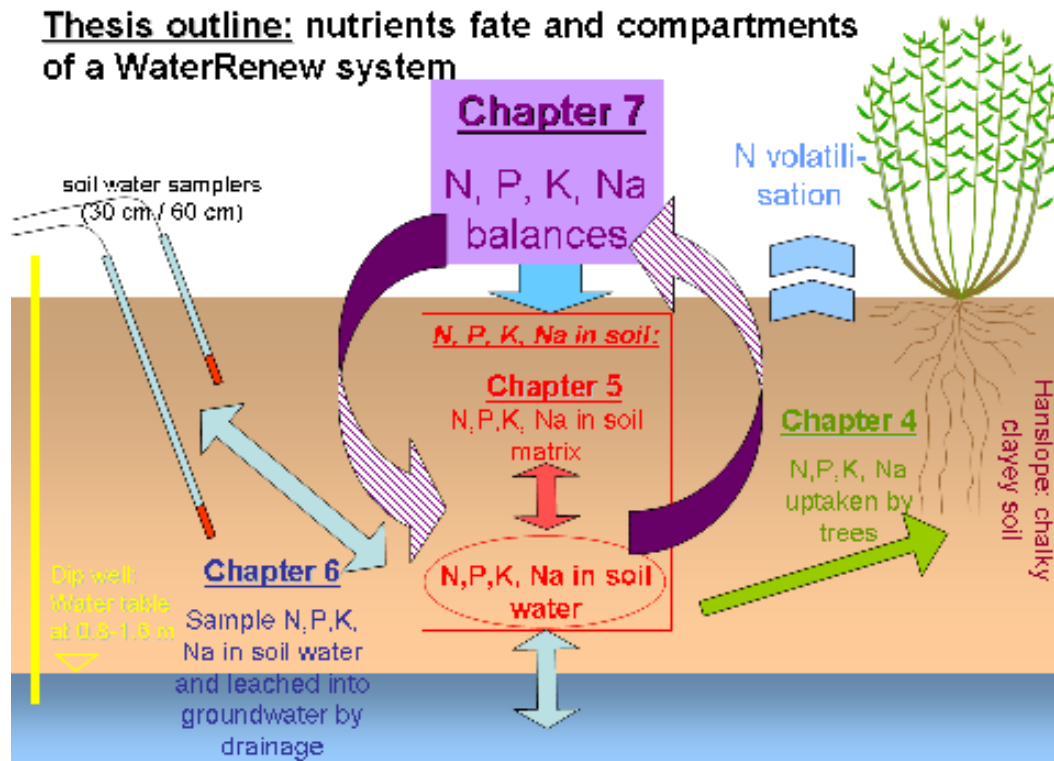 Thesis outline: nutrients fate and compartments
of a WaterRenew system
Chapter 7
N, P, K, Na
balances
N volatili-
sation
soil water samplers
(30 cm / 60 cm)
N, P, K, Na in soil:
Chapter 5
N,P,K, Na in soil
matrix
N,P,K, Na in soil
water
Chapter 4
N,P,K, Na
uptaken by
trees
Hanslope: chalky
clayey soil
Dip well:
Water table
at 0.8-1.6 m
Chapter 6
Sample N,P,K,
Na in soil water
and leached into
groundwater by
drainage